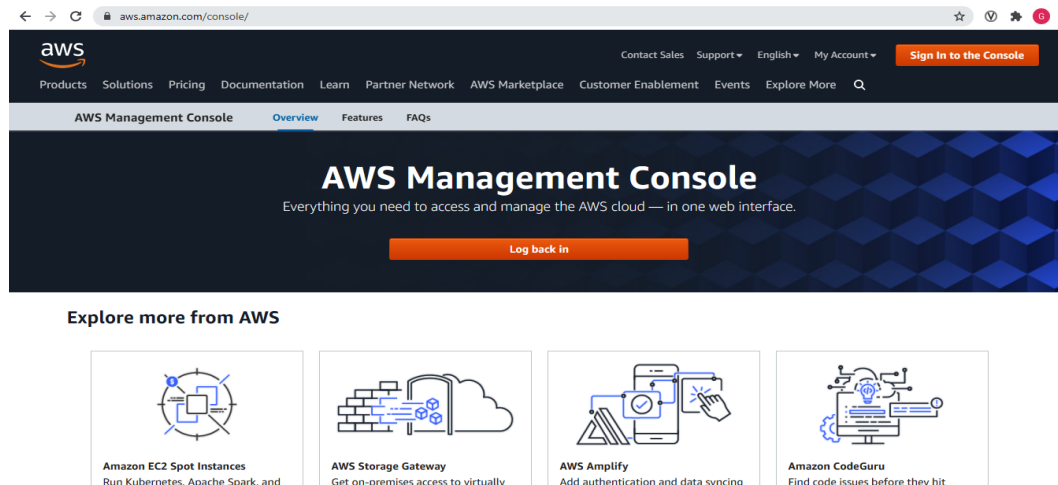 aws.amazon.com/console/
G
aws
Contact Sales Support English My Account Sign In to the Console
Products Solutions Pricing Documentation Learn Partner Network AWS Marketplace Customer Enablement Events Explore More
AWS Management Console Overview Features FAQs
AWS Management Console
Everything you need to access and manage the AWS cloud — in one web interface.
Log back in
Explore more from AWS
Amazon EC2 Spot Instances
Run Kubernetes, Apache Spark, and
AWS Storage Gateway
Get on-premises access to virtually
AWS Amplify
Add authentication and data syncing
Amazon CodeGuru
Find code issues before they hit